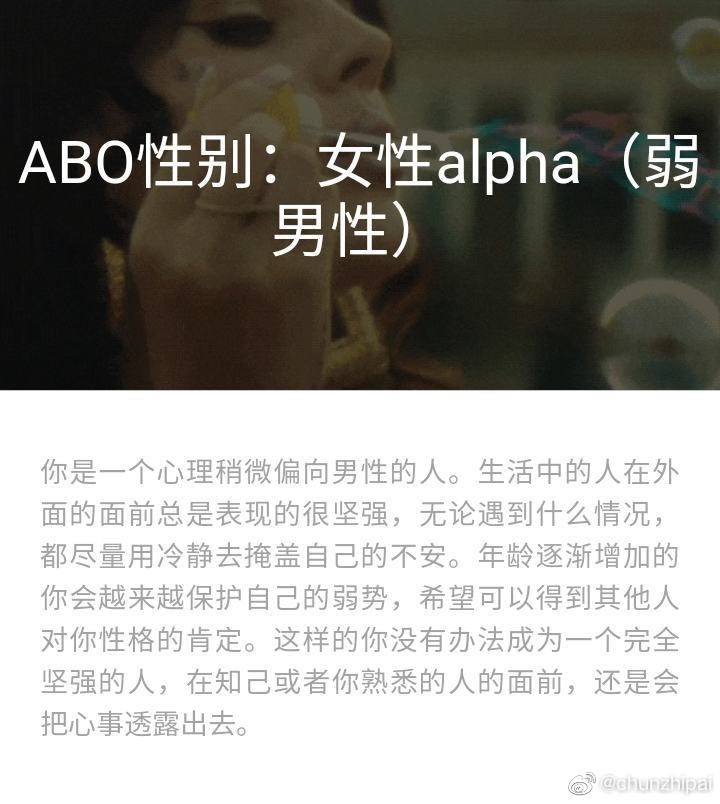 ABO性别：女性alpha（弱
男性）
你是一个心理稍微偏向男性的人。生活中的人在外
面的面前总是表现的很坚强，无论遇到什么情况，
都尽量用冷静去掩盖自己的不安。年龄逐渐增加的
你会越来越保护自己的弱势，希望可以得到其他人
对你性格的肯定。这样的你没有办法成为一个完全
坚强的人，在知己或者你熟悉的人的面前，还是会
把心事透露出去。
@chunzhipai